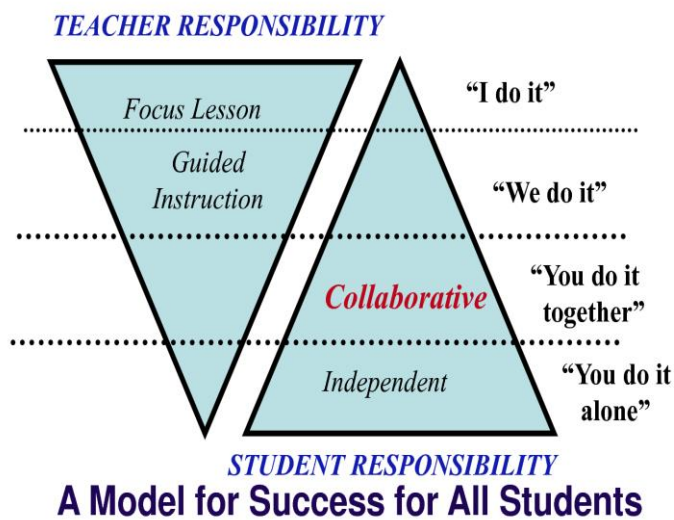 TEACHER RESPONSIBILITY
Focus Lesson
“I do it”
Guided
Instruction
“We do it”
Collaborative
“You do it
together”
Independent
“You do it
alone”
STUDENT RESPONSIBILITY
A Model for Success for All Students